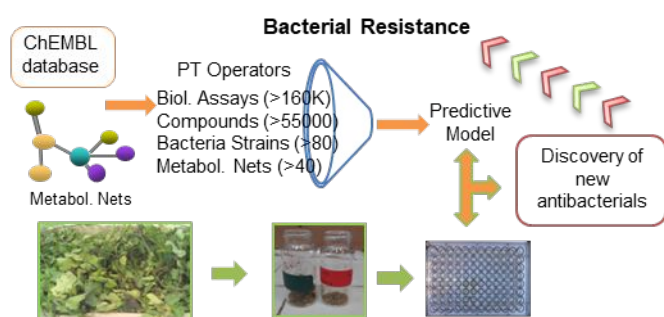 Bacterial Resistance
ChEMBL
database
PT Operators
Biol. Assays (>160K)
Compounds (>55000)
Bacteria Strains (>80)
Metabol. Nets (>40)
Metabol. Nets
Predictive
Model
Discovery of
new
antibacterials